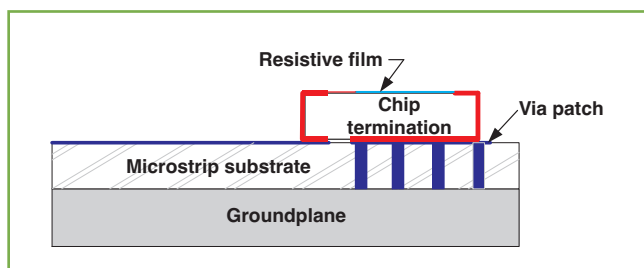 Resistive film
Chip
termination
Via patch
Microstrip substrate
Groundplane